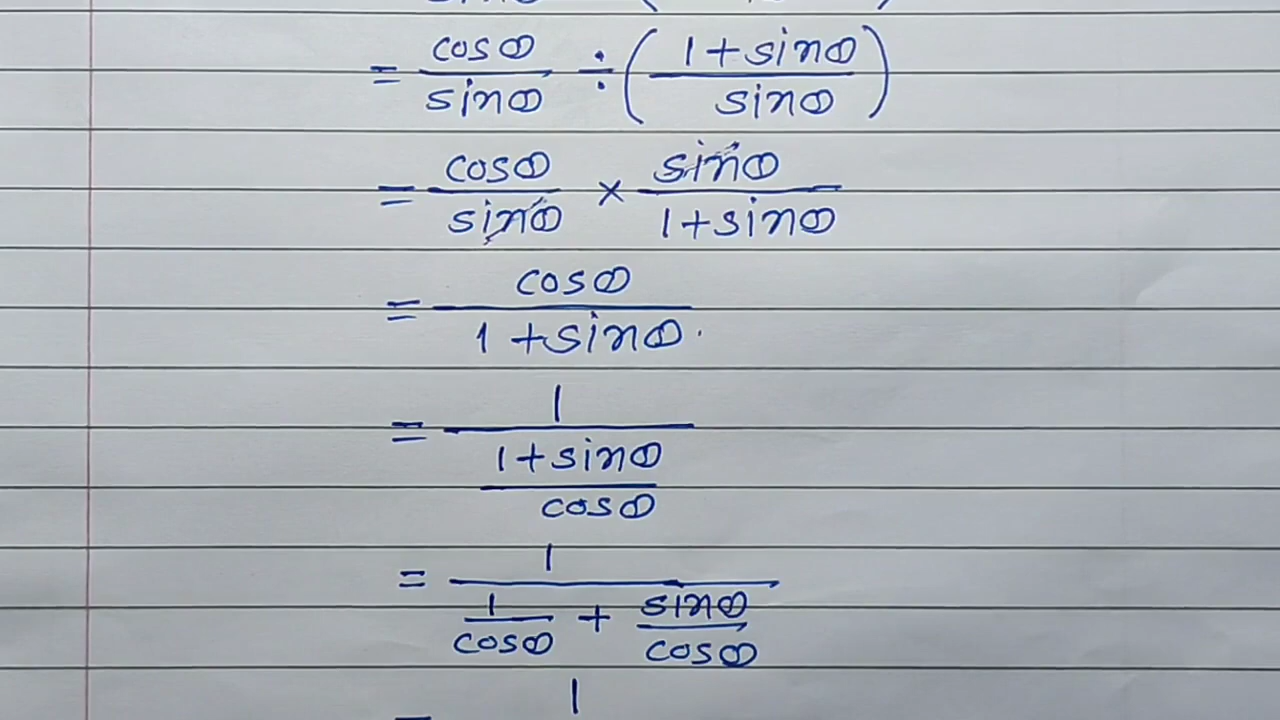 = cosθ/sinθ ÷ (1+sinθ/sinθ)
= cosθ/sinθ × sinθ/1+sinθ
= cosθ/1+sinθ.
= 1/1+sinθ/cosθ
= 1/1/cosθ + sinθ/cosθ
= 1